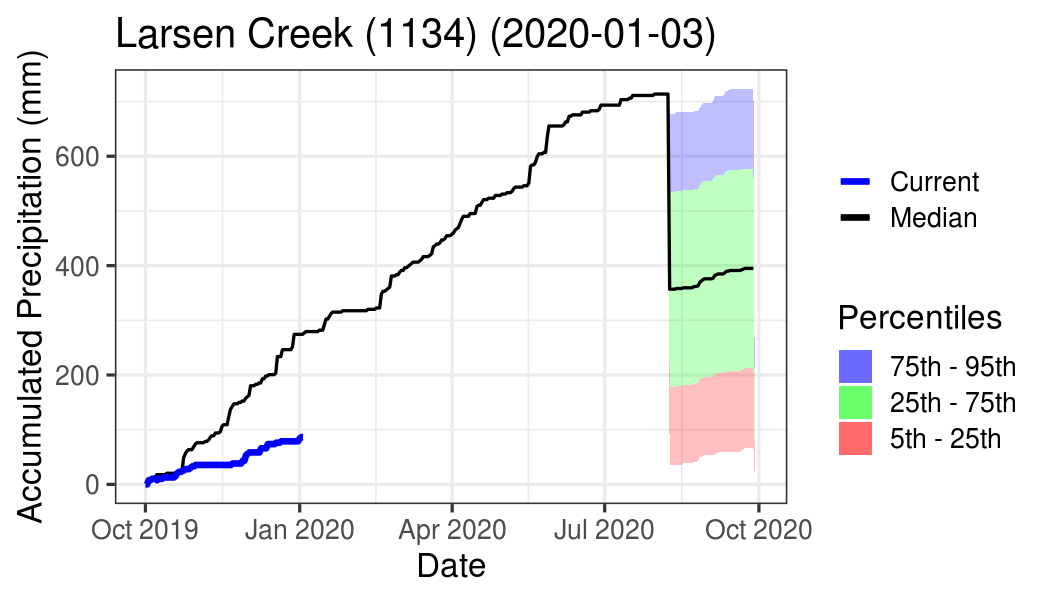 Larsen Creek (1134) (2020-01-03)
Accumulated Precipitation (mm)
600
400
200
0
Oct 2019
Jan 2020
Apr 2020
Jul 2020
Oct 2020
Date
Current
Median
Percentiles
75th - 95th
25th - 75th
5th - 25th